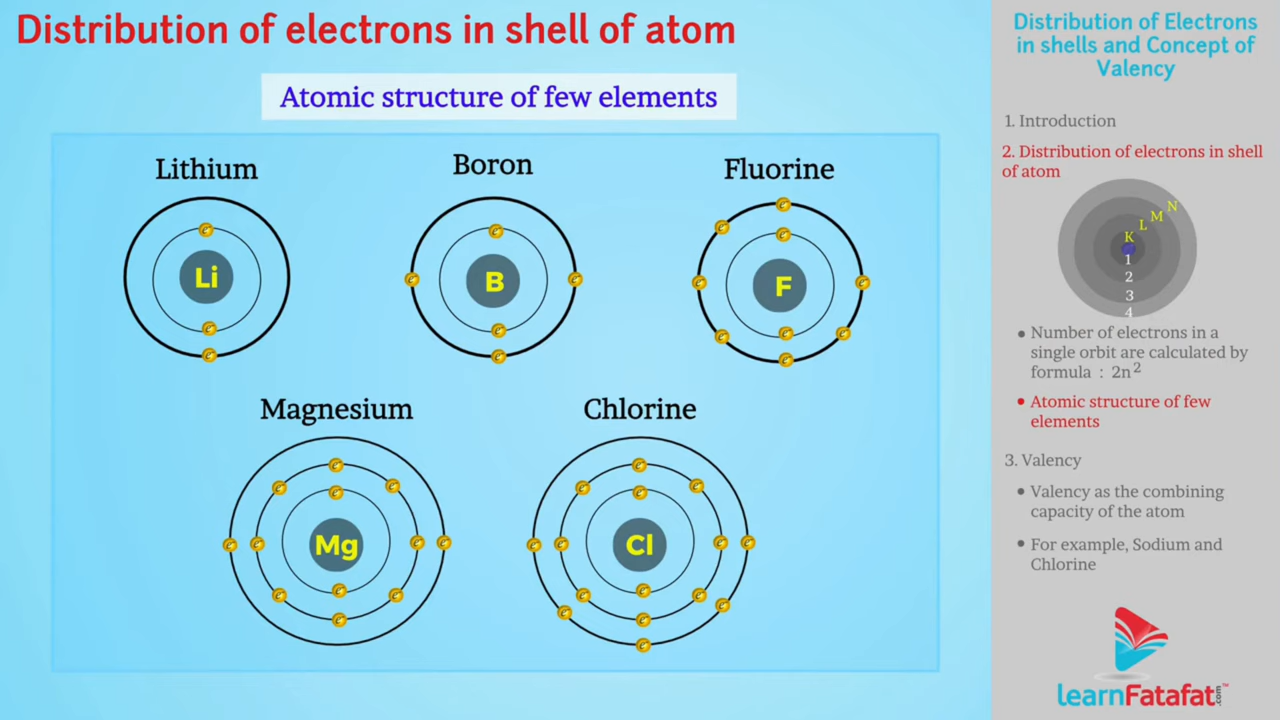 Distribution of electrons in shell of atom
Atomic structure of few elements
Lithium
Boron
Fluorine
Li
B
F
Magnesium
Chlorine
Mg
Cl
Distribution of Electrons
in shells and Concept of
Valency
1. Introduction
2. Distribution of electrons in shell
of atom
N
M
L
K
1
2
3
4
• Number of electrons in a
single orbit are calculated by
formula : 2n²
• Atomic structure of few
elements
3. Valency
• Valency as the combining
capacity of the atom
• For example, Sodium and
Chlorine
learnFatafat.com™